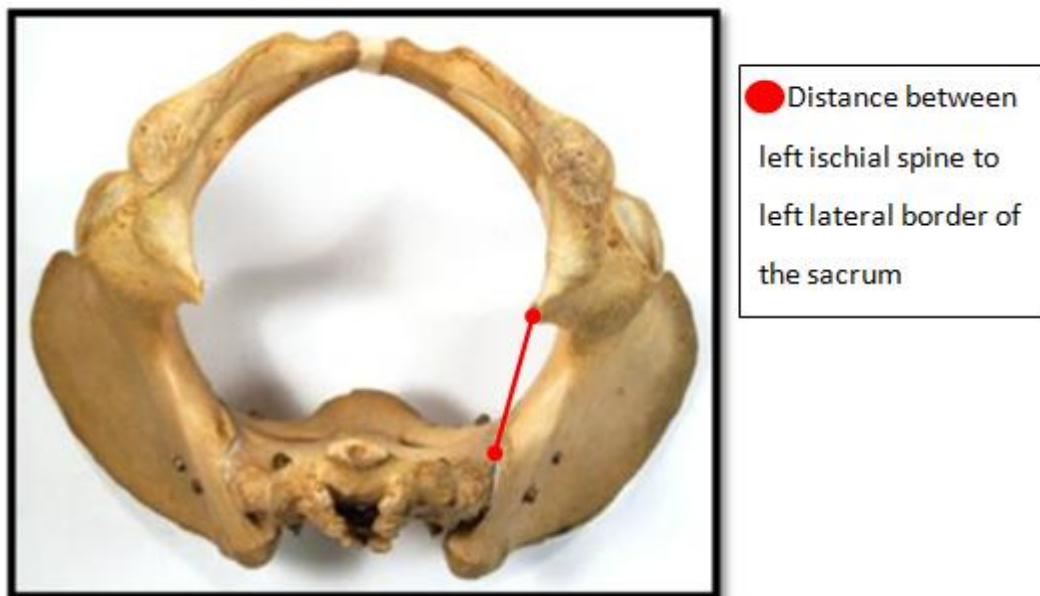 Distance between
left ischial spine to
left lateral border of
the sacrum